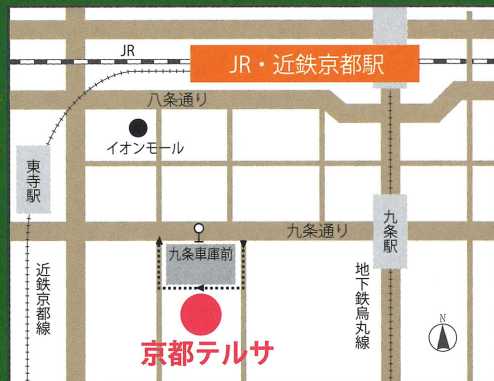 JR
JR・近鉄京都駅
八条通り
イオンモール
東寺駅
九条通り
九条駅
九条車庫前
近鉄京都線
地下鉄烏丸線
京都テルサ
N